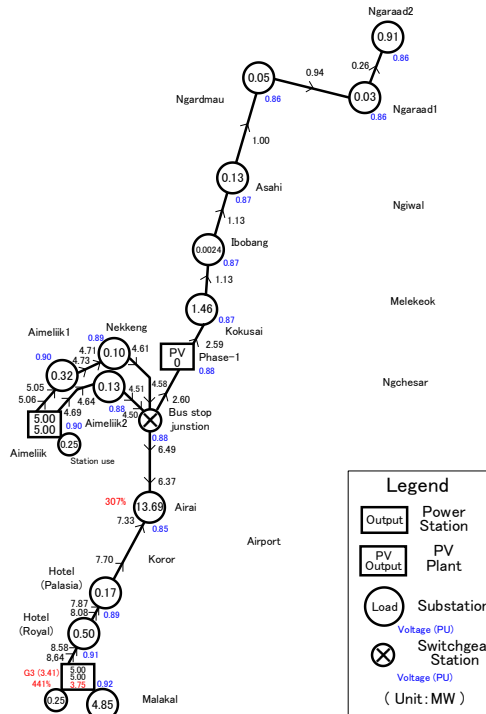 Ngaraad2
0.91
0.86
0.26
0.05
0.94
0.03
Ngardmau
0.86
Ngaraad1
0.86
1.00
0.13
Asahi
0.87
Ngiwal
1.13
Ibobang
0.0024
0.87
1.13
Melekeok
1.46
Kokusai
0.87
Nekkeng
Aimeliik1
0.89
4.71
4.73
0.10
4.61
PV
0
2.59
Phase-1
0.88
0.90
0.32
5.05
5.06
4.64
4.69
0.13
4.51
4.58
4.50
2.60
Ngchesar
0.88
Aimeliik2
Bus stop
junstion
0.88
5.00
5.00
0.90
Aimeliik
0.25
Station use
6.49
6.37
307%
13.69
Airai
0.85
7.33
Airport
7.70
Koror
Hotel
(Palasia)
0.17
0.89
7.87
8.08
Hotel
(Royal)
0.50
0.91
8.58
8,64
G3 (3.41)
441%
5.00
5.00
3.75
0.92
0.25
4.85
Malakal
Legend
Output
Power
Station
PV
Output
PV
Plant
Load
Substation
Voltage (PU)
Switchgear
Station
Voltage (PU)
( Unit:MW )